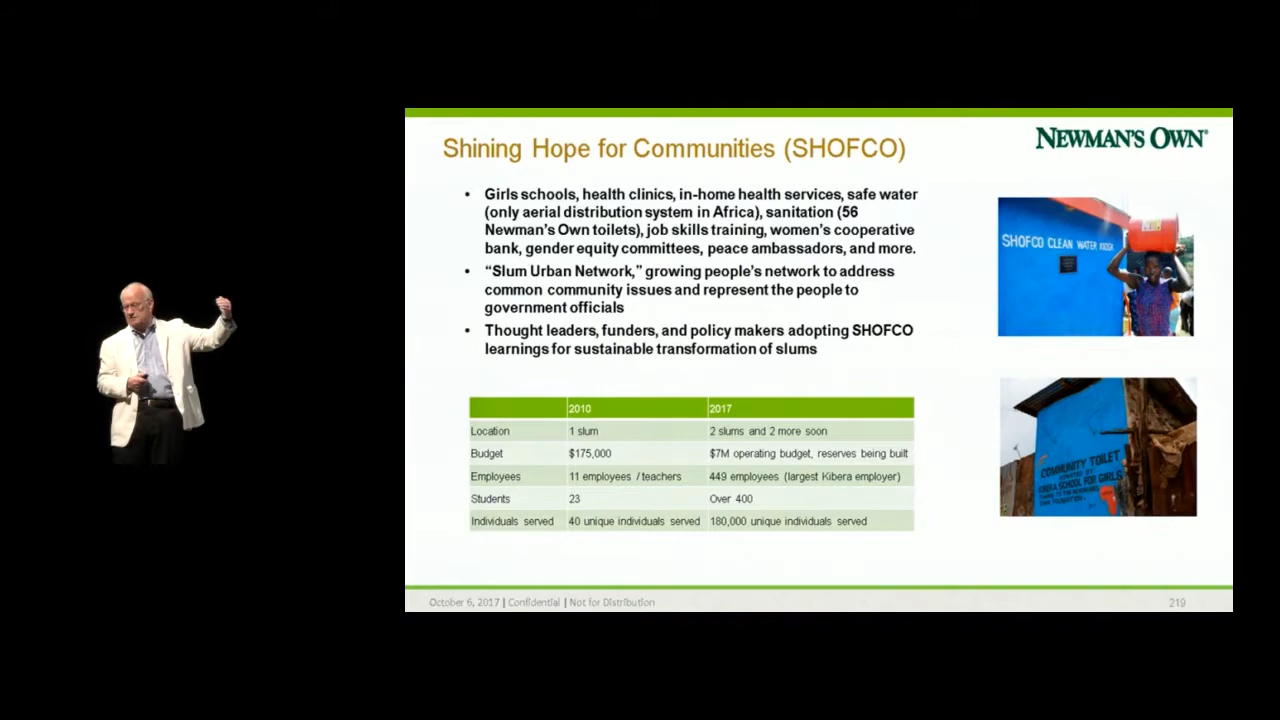 Shining Hope for Communities (SHOFCO)
NEWMAN'S OWN®
• Girls schools, health clinics, in-home health services, safe water
(only aerial distribution system in Africa), sanitation (56
Newman's Own toilets), job skills training, women's cooperative
bank, gender equity committees, peace ambassadors, and more.
• “Slum Urban Network,” growing people's network to address
common community issues and represent the people to
government officials
• Thought leaders, funders, and policy makers adopting SHOFCO
learnings for sustainable transformation of slums
SHOFCO CLEAN WATER KIOSK
2010 2017
Location 1 slum 2 slums and 2 more soon
Budget $175,000 $7M operating budget, reserves being built
Employees 11 employees / teachers 449 employees (largest Kibera employer)
Students 23 Over 400
Individuals served 40 unique individuals served 180,000 unique individuals served
COMMUNITY TOILET
KIBERA SCHOOL FOR GIRLS
October 6, 2017 | Confidential | Not for Distribution
219